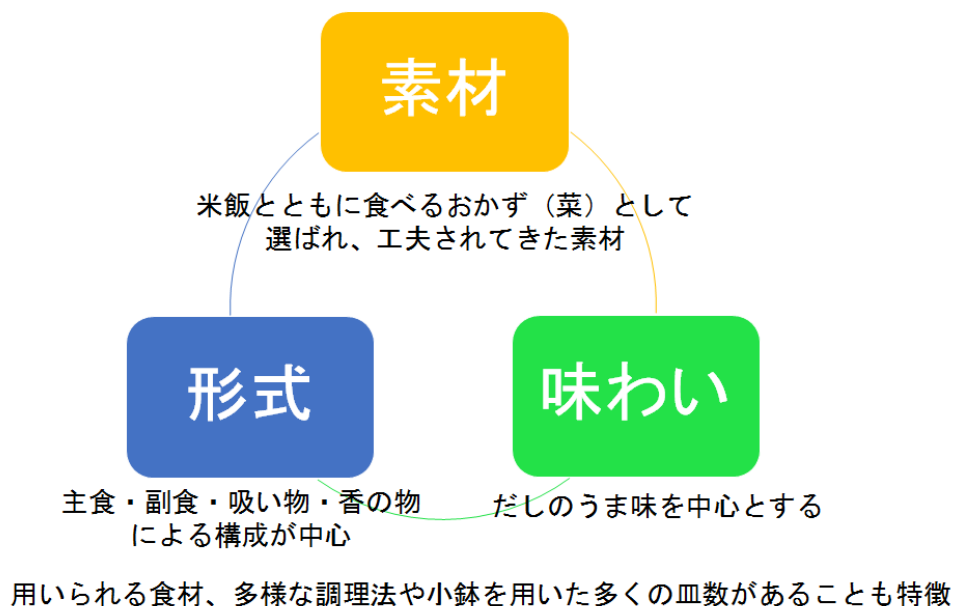 素材
米飯とともに食べるおかず（菜）として
選ばれ、工夫されてきた素材
形式
主食・副食・吸い物・香の物
による構成が中心
味わい
だしのうま味を中心とする
用いられる食材、多様な調理法や小鉢を用いた多くの皿数があることも特徴